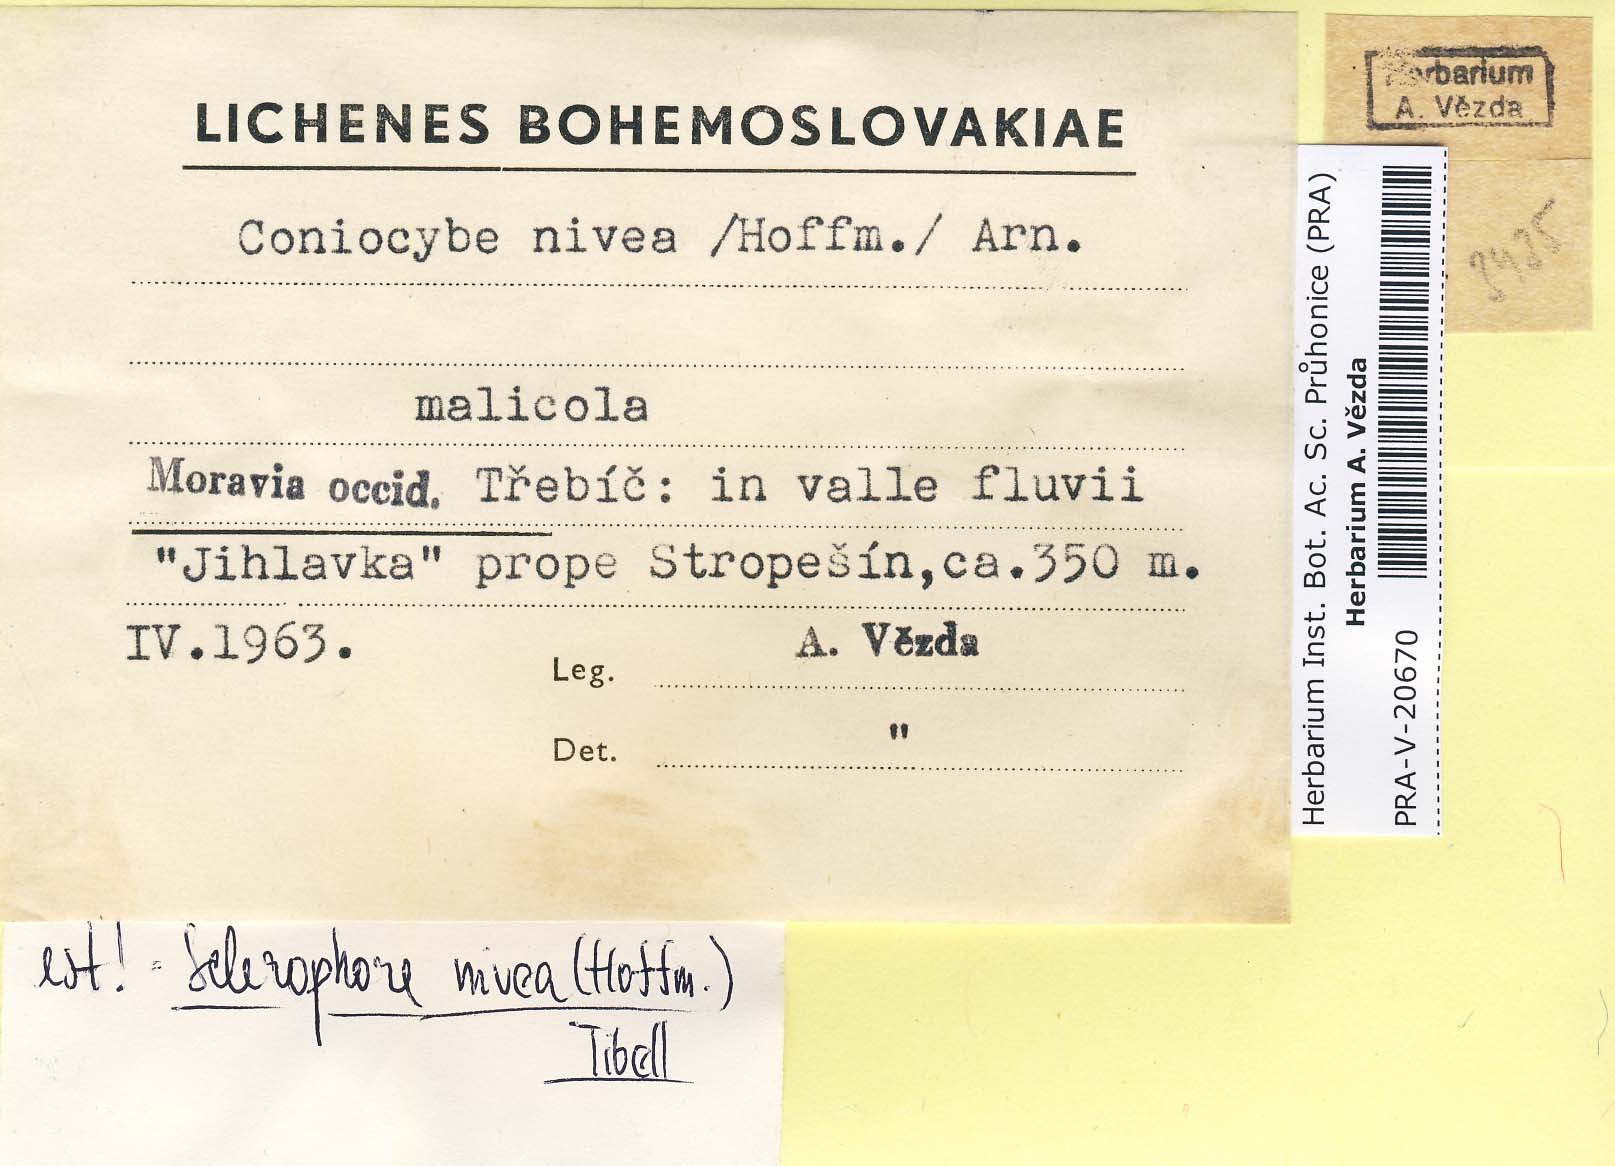 LICHENES BOHEMOSLOVAKIAE
Coniocybe nivea /Hoffm./ Arn.
malicola
Moravia occid. Třebíč: in valle fluvii
"Jihlavka" prope Stropešín,ca.350 m.
IV.1963.
Leg. A. Vězda
Det. "
est! = Sclerophora nivea (Hoffm.)
Tibell
Herbarium Inst. Bot. Ac. Sc. Průhonice (PRA)
Herbarium A. Vězda
PRA-V-20670
Herbarium
A. Vězda